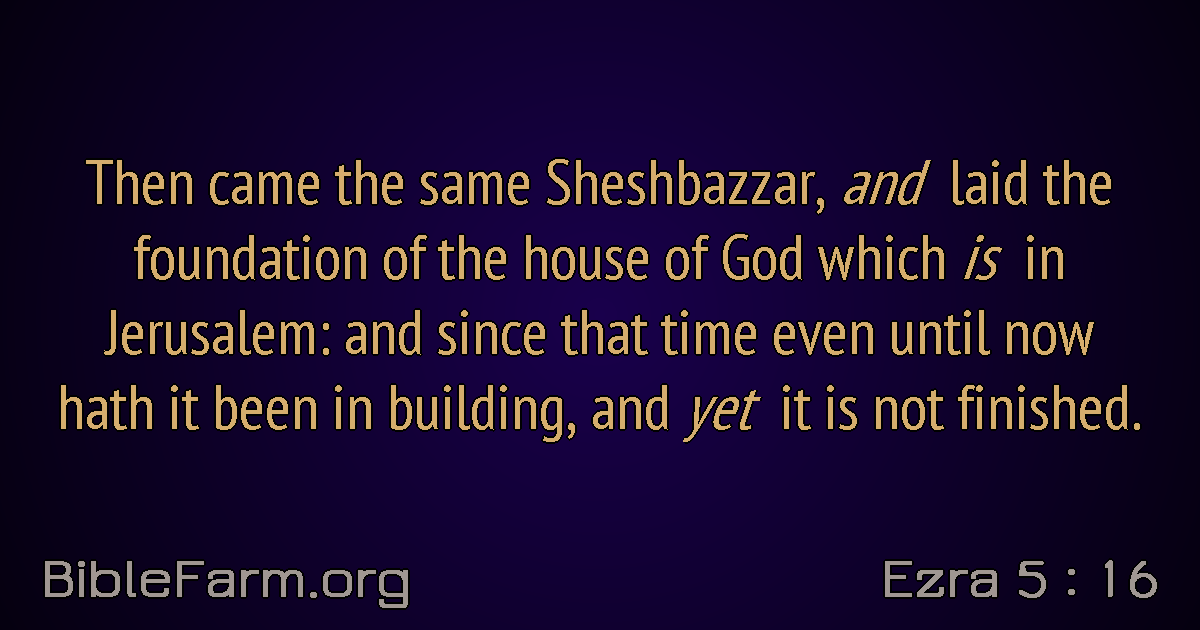 Then came the same Sheshbazzar, and laid the
foundation of the house of God which is in
Jerusalem: and since that time even until now
hath it been in building, and yet it is not finished.
BibleFarm.org
Ezra 5 : 16